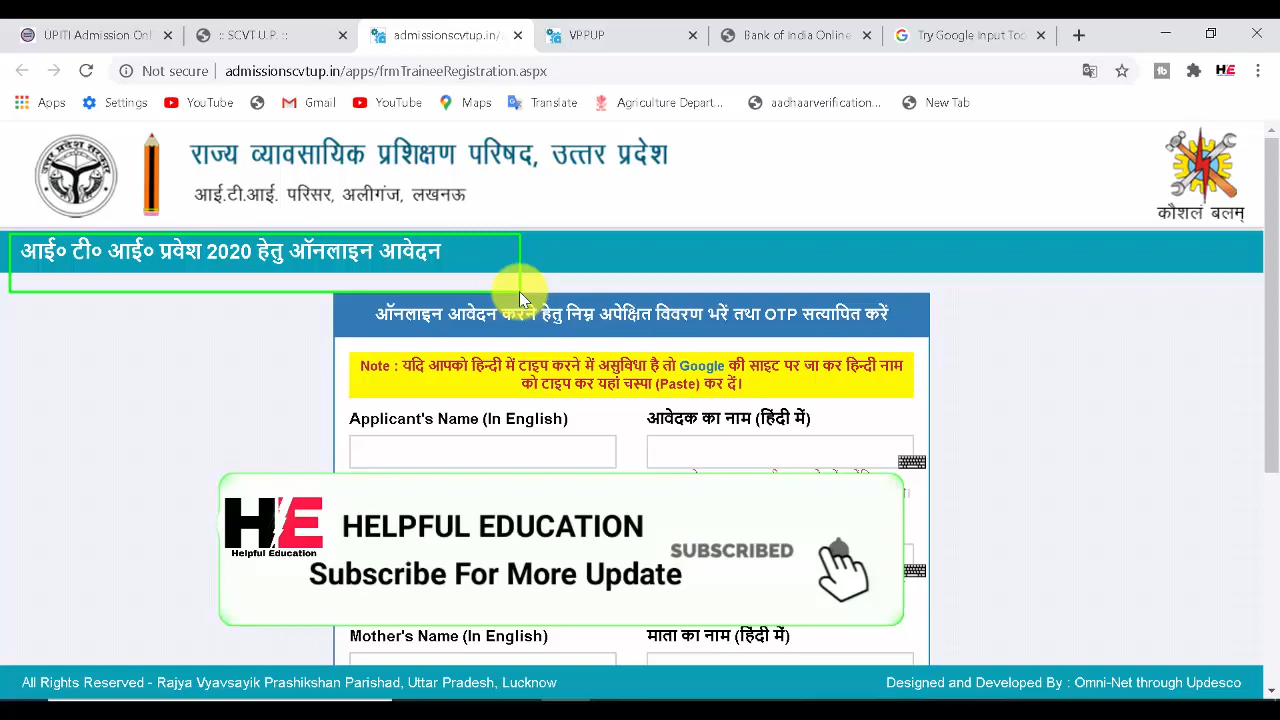 UPITI Admission Onl
:: SCVT U.P. ::
admissionscvtup.in/
VPPUP
Bank of India Online
Try Google Input Too
Not secure | admissionscvtup.in/apps/frmTraineeRegistration.aspx
Apps Settings YouTube Gmail YouTube Maps Translate Agriculture Depart... aadhaarverification... New Tab
राज्य व्यावसायिक प्रशिक्षण परिषद, उत्तर प्रदेश
आई.टी.आई. परिसर, अलीगंज, लखनऊ
कौशलं बलम्
आई० टी० आई० प्रवेश 2020 हेतु ऑनलाइन आवेदन
ऑनलाइन आवेदन करने हेतु निम्न अपेक्षित विवरण भरें तथा OTP सत्यापित करें
Note : यदि आपको हिन्दी में टाइप करने में असुविधा है तो Google की साइट पर जा कर हिन्दी नाम
को टाइप कर यहां चस्पा (Paste) कर दें।
Applicant's Name (In English) आवेदक का नाम (हिंदी में)
HE
Helpful Education
HELPFUL EDUCATION
Subscribe For More Update
SUBSCRIBED
Mother's Name (In English) माता का नाम (हिंदी में)
All Rights Reserved - Rajya Vyavsayik Prashikshan Parishad, Uttar Pradesh, Lucknow
Designed and Developed By : Omni-Net through Updesco